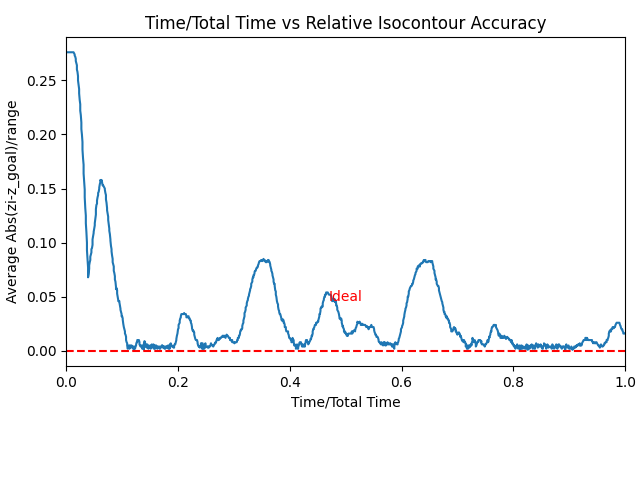 Time/Total Time vs Relative Isocontour Accuracy
Average Abs(zi-z_goal)/range
0.25
0.20
0.15
0.10
0.05
0.00
Ideal
0.0 0.2 0.4 0.6 0.8 1.0
Time/Total Time